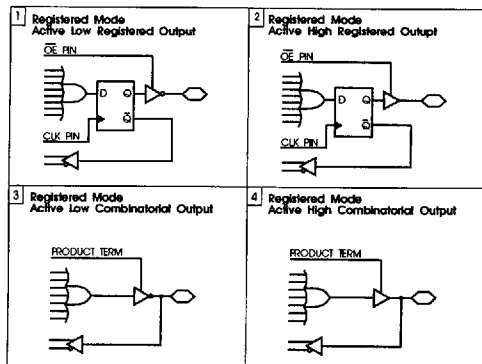 1 Registered Mode
Active Low Registered Output
OE PIN
D Q
Q
CLK PIN
2 Registered Mode
Active High Registered Outupt
OE PIN
D Q
Q
CLK PIN
3 Registered Mode
Active Low Combinatorial Output
PRODUCT TERM
4 Registered Mode
Active High Combinatorial Output
PRODUCT TERM